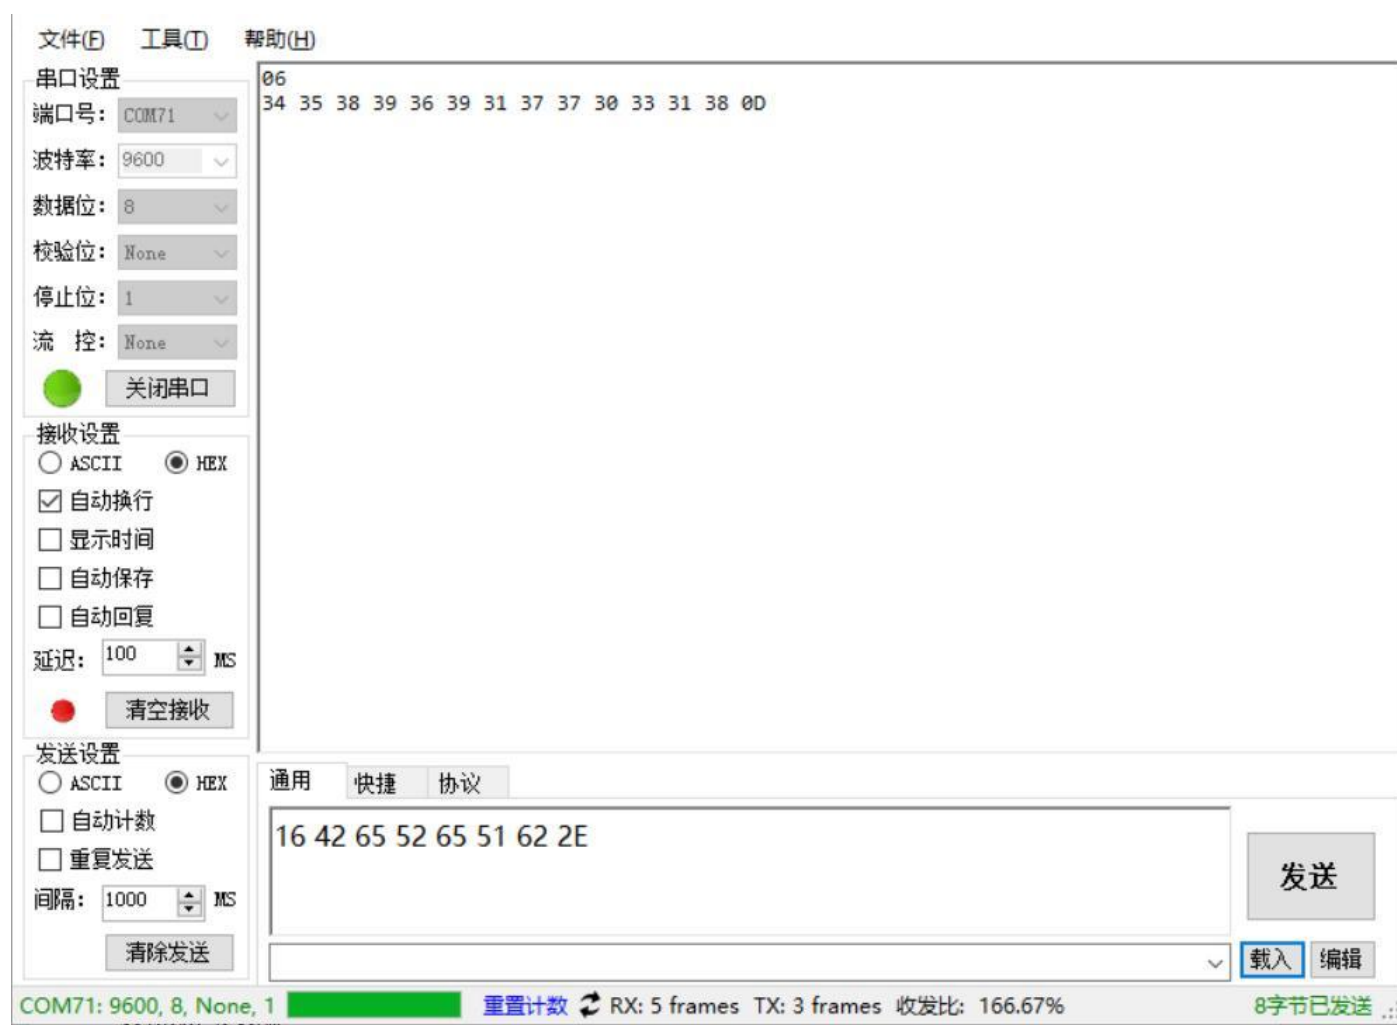 文件(F) 工具(T) 帮助(H)
串口设置
端口号: COM71
波特率: 9600
数据位: 8
校验位: None
停止位: 1
流 控: None
关闭串口
接收设置
ASCII HEX
自动换行
显示时间
自动保存
自动回复
延迟: 100 MS
清空接收
发送设置
ASCII HEX
自动计数
重复发送
间隔: 1000 MS
清除发送
06
34 35 38 39 36 39 31 37 37 30 33 31 38 0D
通用 快捷 协议
16 42 65 52 65 51 62 2E
发送
载入 编辑
COM71: 9600, 8, None, 1 重置计数 RX: 5 frames TX: 3 frames 收发比: 166.67% 8字节已发送